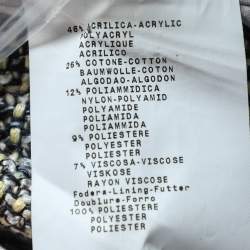 46% ACRILICA-ACRYLIC
POLYACRYL
ACRYLIQUE
ACRILICO
26% COTONE-COTTON
BAUMWOLLE-COTON
ALGODAO-ALGODON
12% POLIAMMIDICA
NYLON-POLYAMID
POLYAMIDE
POLIAMIDA
POLIAMMIDA
9% POLIESTERE
POLYESTER
POLIESTER
7% VISCOSA-VISCOSE
VISKOSE
RAYON VISCOSE
Fodera-Lining-Futter
Doublure-Forro
100% POLIESTERE
POLYESTER
POLIESTER